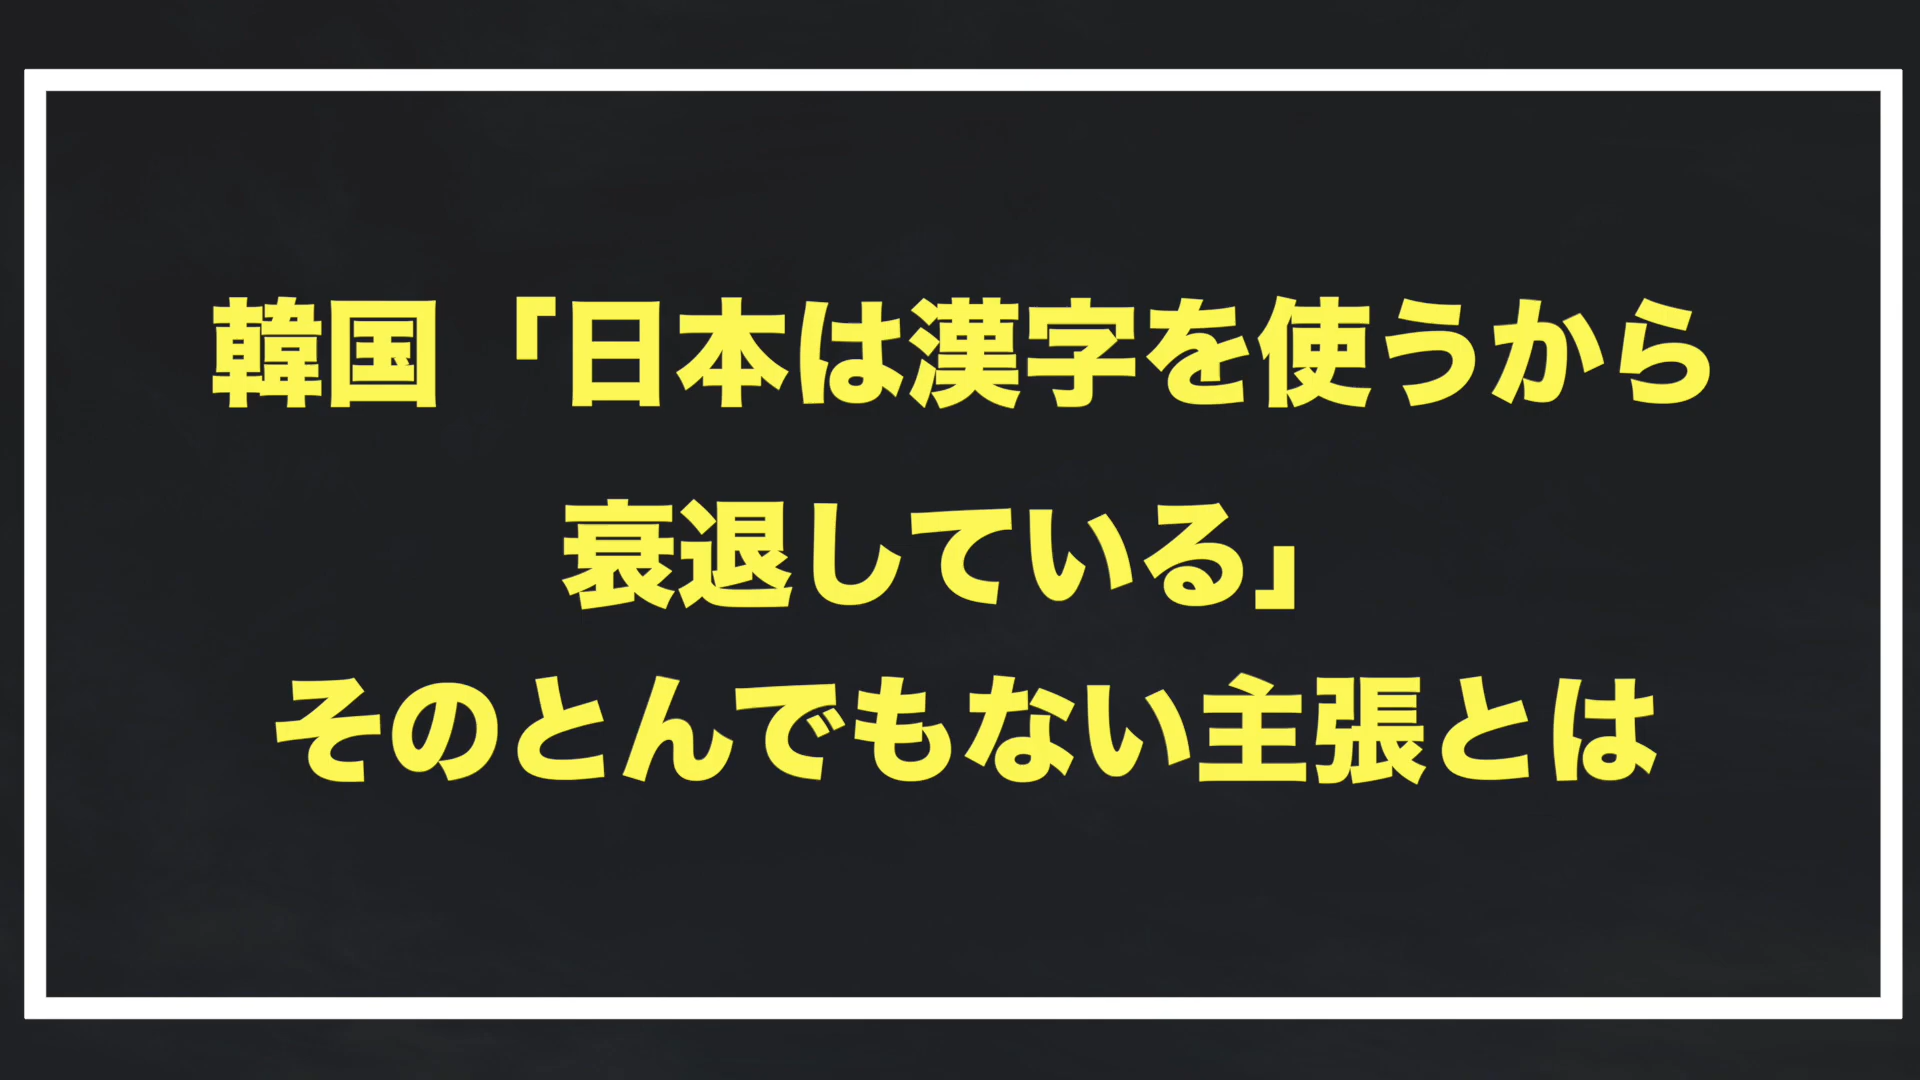 韓国「日本は漢字を使うから
衰退している」
そのとんでもない主張とは